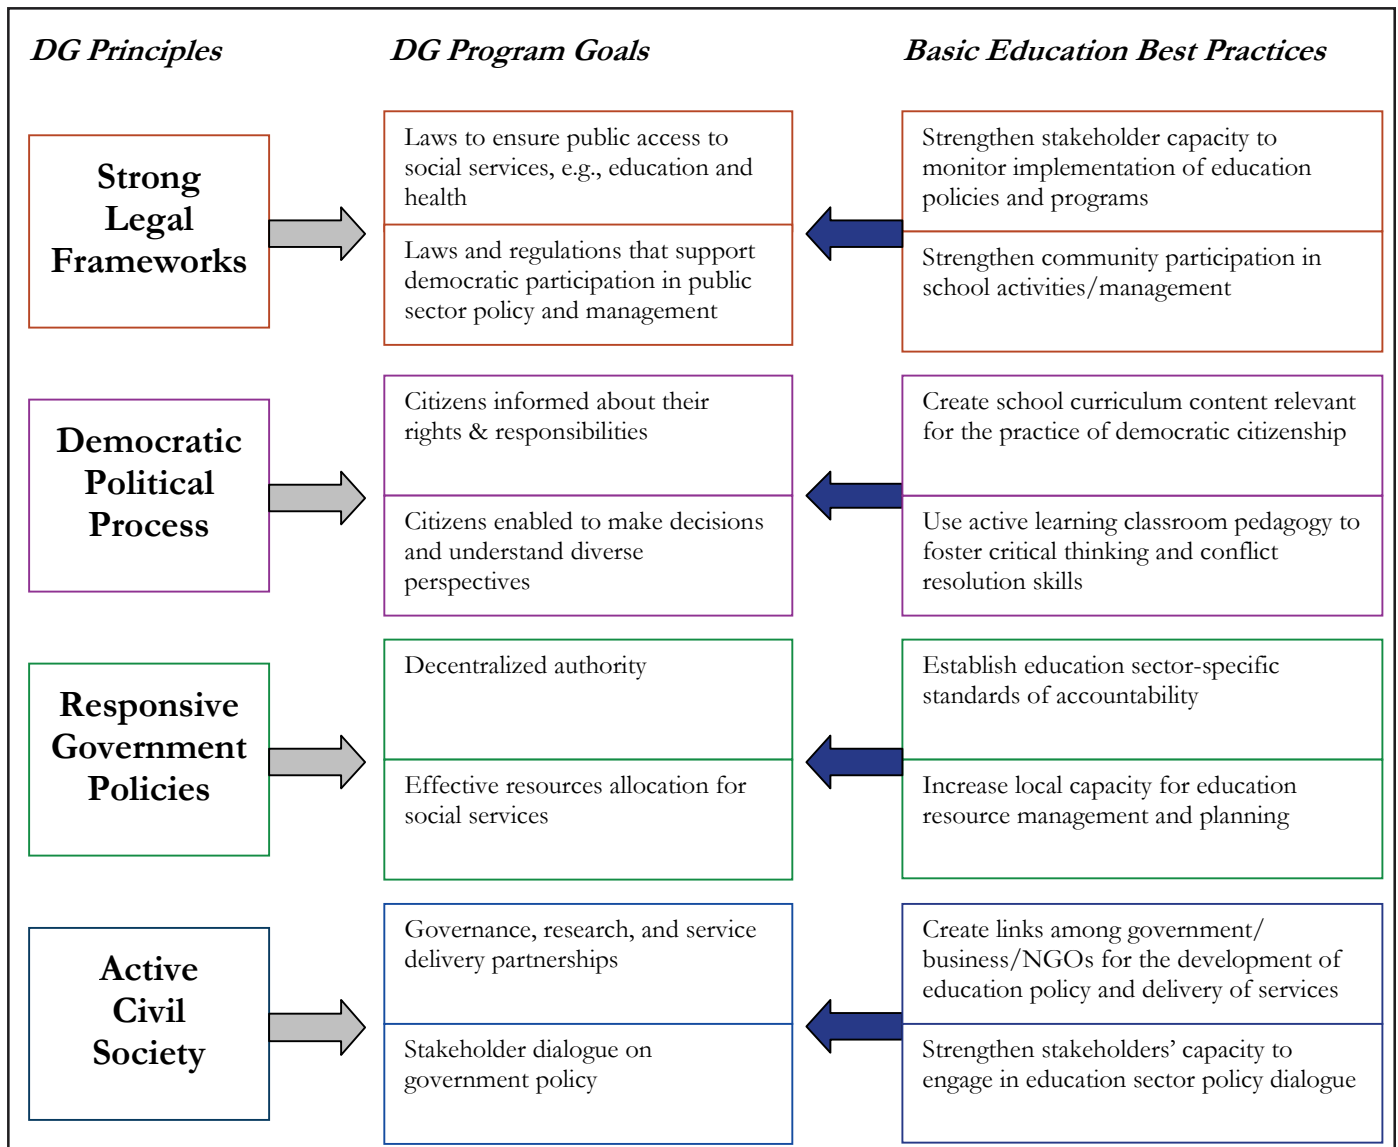 DG Principles
DG Program Goals
Basic Education Best Practices
Strong
Legal
Frameworks
Laws to ensure public access to
social services, e.g., education and
health
Laws and regulations that support
democratic participation in public
sector policy and management
Strengthen stakeholder capacity to
monitor implementation of education
policies and programs
Strengthen community participation in
school activities/management
Democratic
Political
Process
Citizens informed about their
rights & responsibilities
Citizens enabled to make decisions
and understand diverse
perspectives
Create school curriculum content relevant
for the practice of democratic citizenship
Use active learning classroom pedagogy to
foster critical thinking and conflict
resolution skills
Responsive
Government
Policies
Decentralized authority
Effective resources allocation for
social services
Establish education sector-specific
standards of accountability
Increase local capacity for education
resource management and planning
Active
Civil
Society
Governance, research, and service
delivery partnerships
Stakeholder dialogue on
government policy
Create links among government/
business/NGOs for the development of
education policy and delivery of services
Strengthen stakeholders’ capacity to
engage in education sector policy dialogue